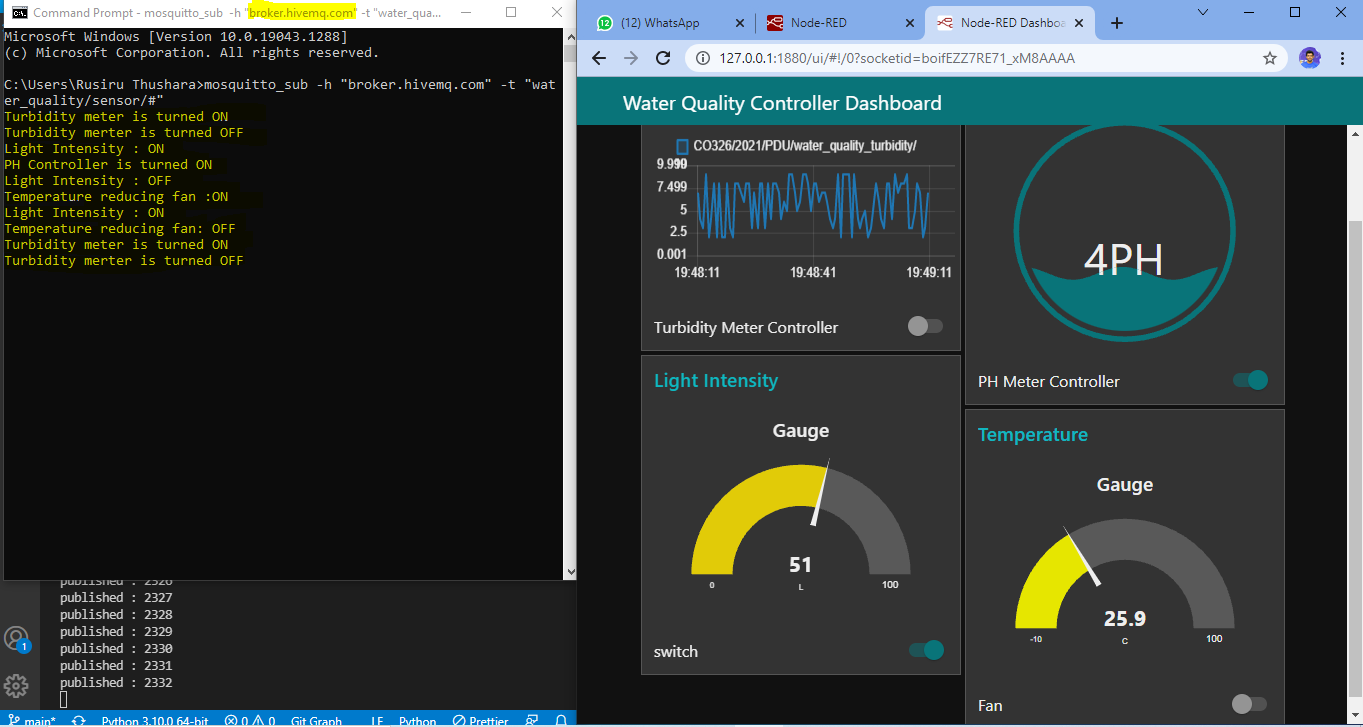 Command Prompt - mosquitto_sub -h "broker.hivemq.com" -t "water_qua...
Microsoft Windows [Version 10.0.19043.1288]
(c) Microsoft Corporation. All rights reserved.
C:\Users\Rusiru Thushara>mosquitto_sub -h "broker.hivemq.com" -t "wat
er_quality/sensor/#"
Turbidity meter is turned ON
Turbidity merter is turned OFF
Light Intensity : ON
PH Controller is turned ON
Light Intensity : OFF
Temperature reducing fan :ON
Light Intensity : ON
Temperature reducing fan: OFF
Turbidity meter is turned ON
Turbidity merter is turned OFF
published : 2326
published : 2327
published : 2328
published : 2329
published : 2330
published : 2331
published : 2332
1
main*
Python 3.10.0 64-bit
0
0
Git Graph
LF
Python
Prettier
(12) WhatsApp
Node-RED
Node-RED Dashboa
127.0.0.1:1880/ui/#!/0?socketid=boifEZZ7RE71_xM8AAAA
Water Quality Controller Dashboard
CO326/2021/PDU/water_quality_turbidity/
9.999
7.499
5
2.5
0.001
19:48:11
19:48:41
19:49:11
Turbidity Meter Controller
4PH
PH Meter Controller
Light Intensity
Gauge
51
0
L
100
switch
Temperature
Gauge
25.9
-10
C
100
Fan